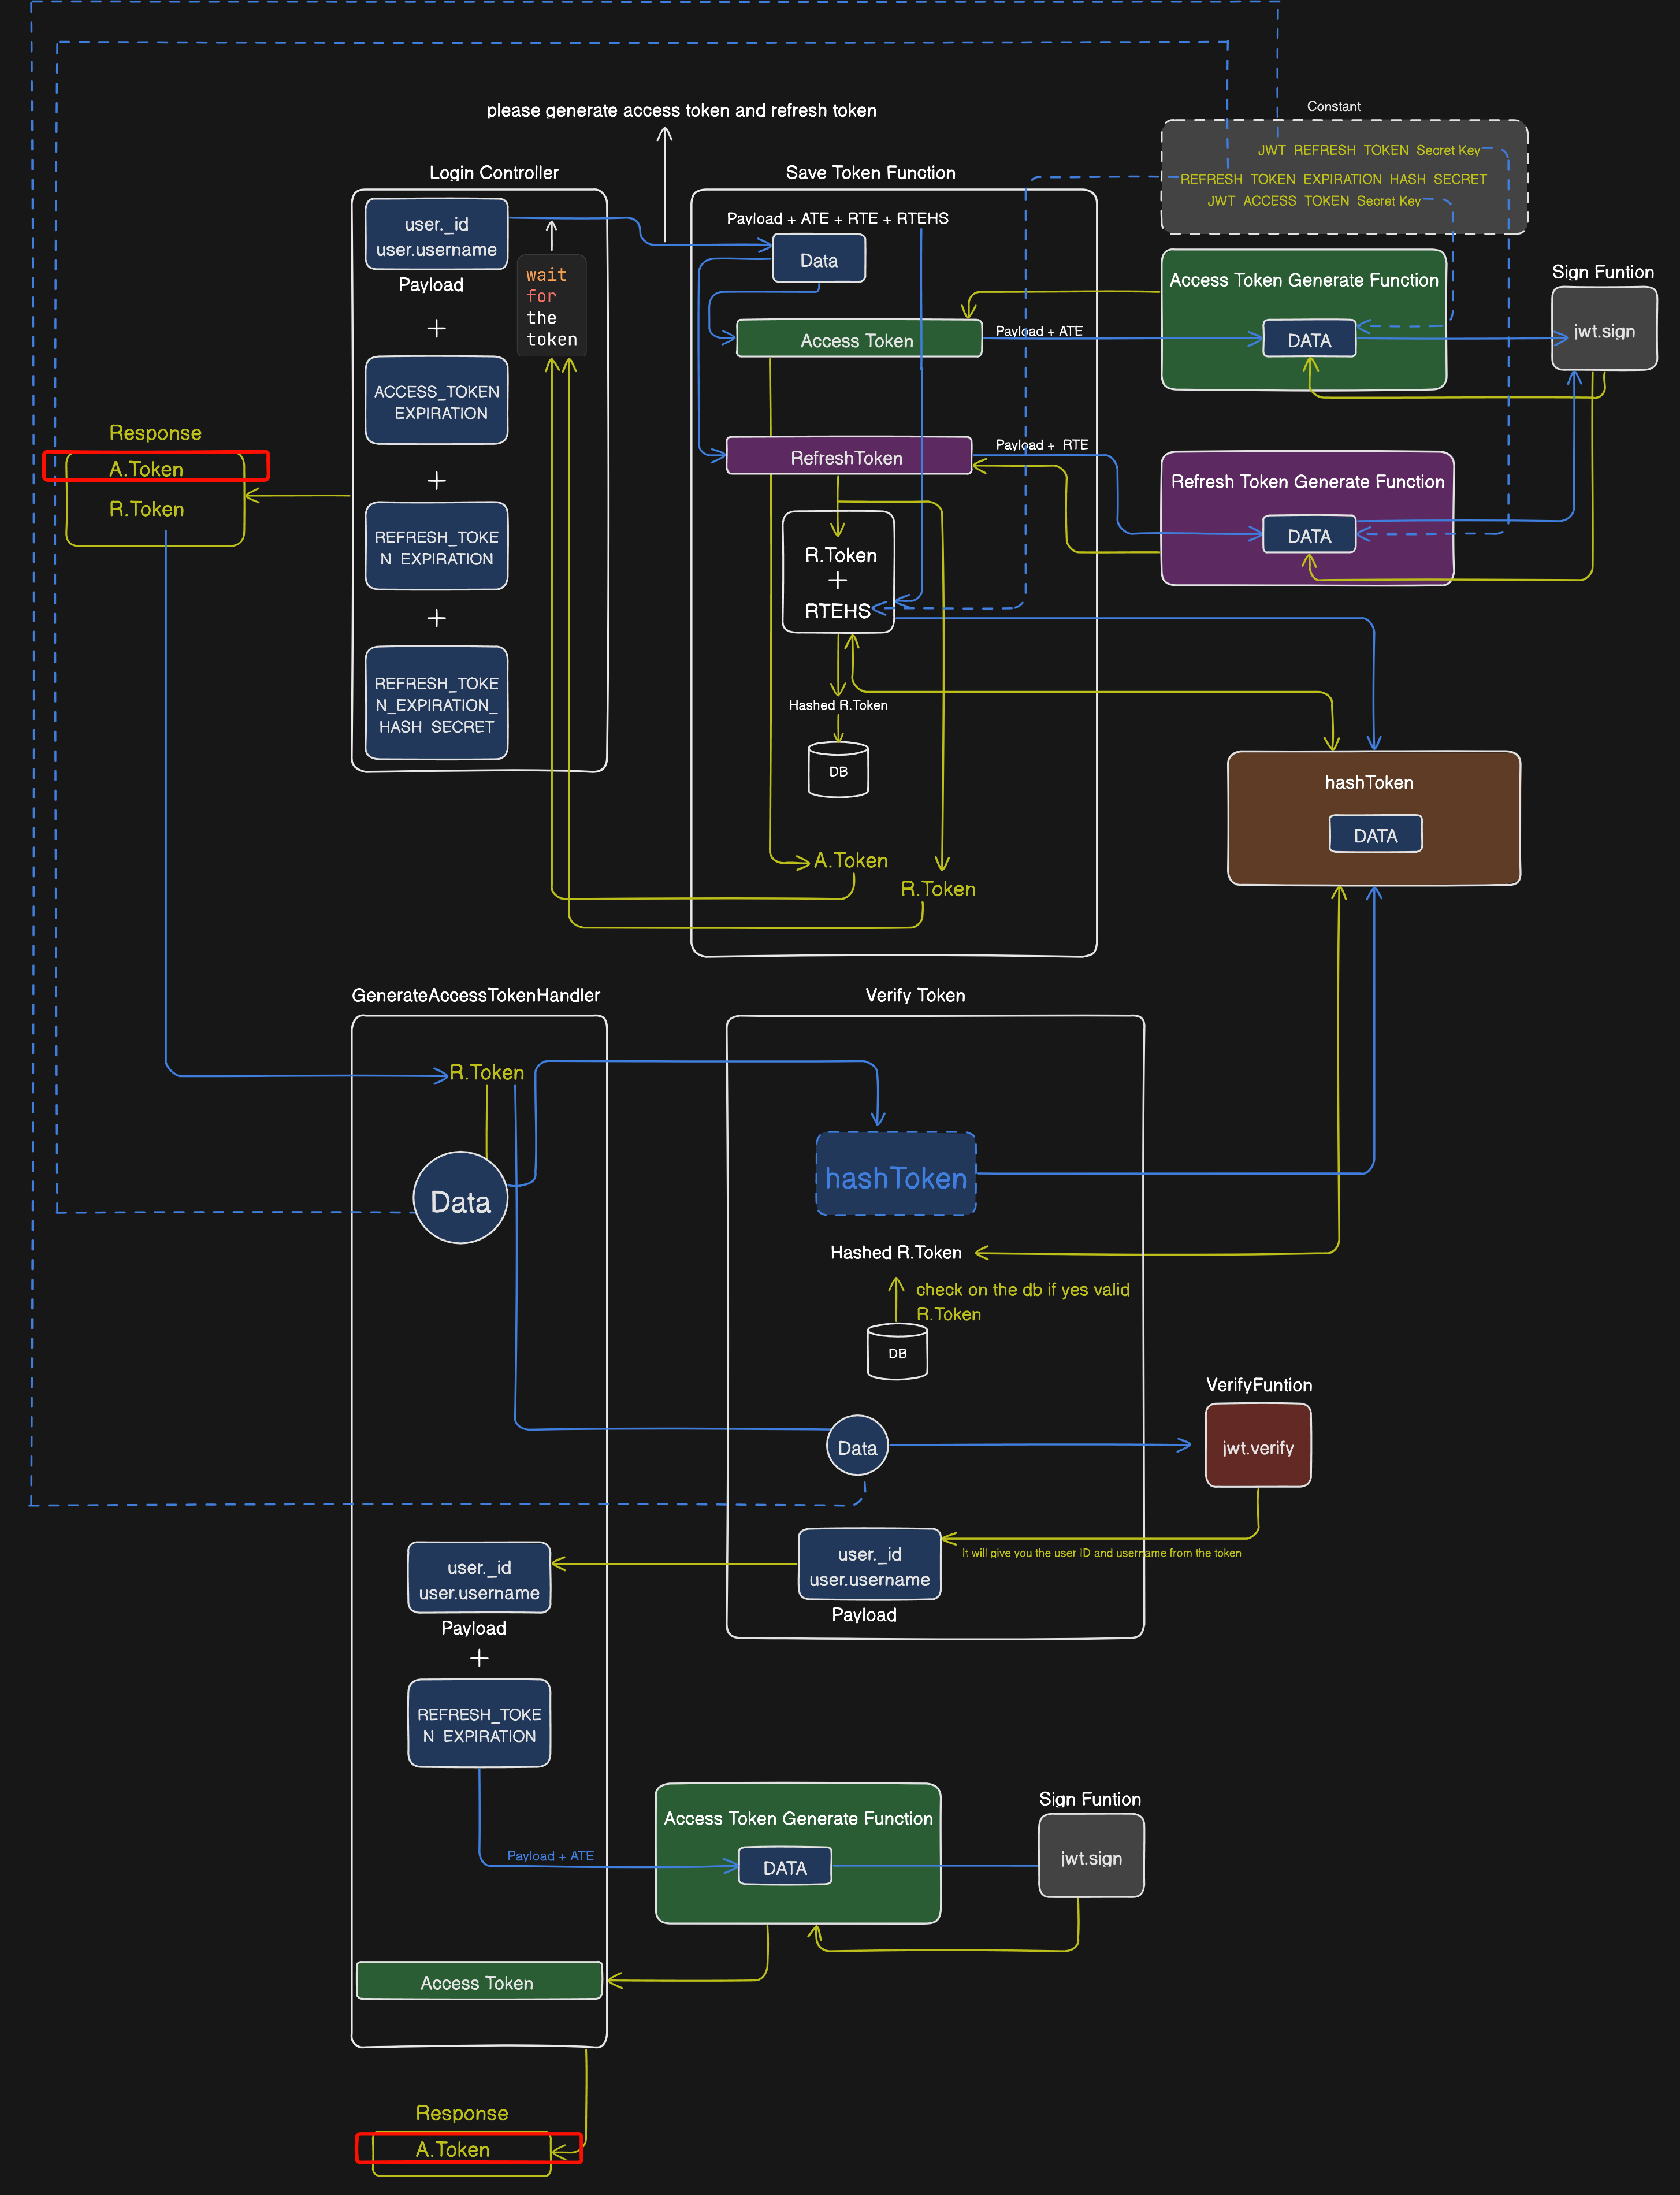 please generate access token and refresh token
Constant
JWT REFRESH TOKEN Secret Key
REFRESH TOKEN EXPIRATION HASH SECRET
JWT ACCESS TOKEN Secret Key
Login Controller
user._id
user.username
Payload
+
ACCESS_TOKEN
EXPIRATION
+
REFRESH_TOKE
N EXPIRATION
+
REFRESH_TOKE
N_EXPIRATION_
HASH SECRET
wait
for
the
token
Save Token Function
Payload + ATE + RTE + RTEHS
Data
Access Token
Payload + ATE
RefreshToken
Payload + RTE
R.Token
+
RTEHS
Hashed R.Token
DB
A.Token
R.Token
Access Token Generate Function
DATA
Sign Funtion
jwt.sign
Refresh Token Generate Function
DATA
Response
A.Token
R.Token
hashToken
DATA
GenerateAccessTokenHandler
R.Token
Data
Verify Token
hashToken
Hashed R.Token
check on the db if yes valid
R.Token
DB
Data
VerifyFuntion
jwt.verify
It will give you the user ID and username from the token
user._id
user.username
Payload
user._id
user.username
Payload
+
REFRESH_TOKE
N EXPIRATION
Payload + ATE
Access Token Generate Function
DATA
Sign Funtion
jwt.sign
Access Token
Response
A.Token